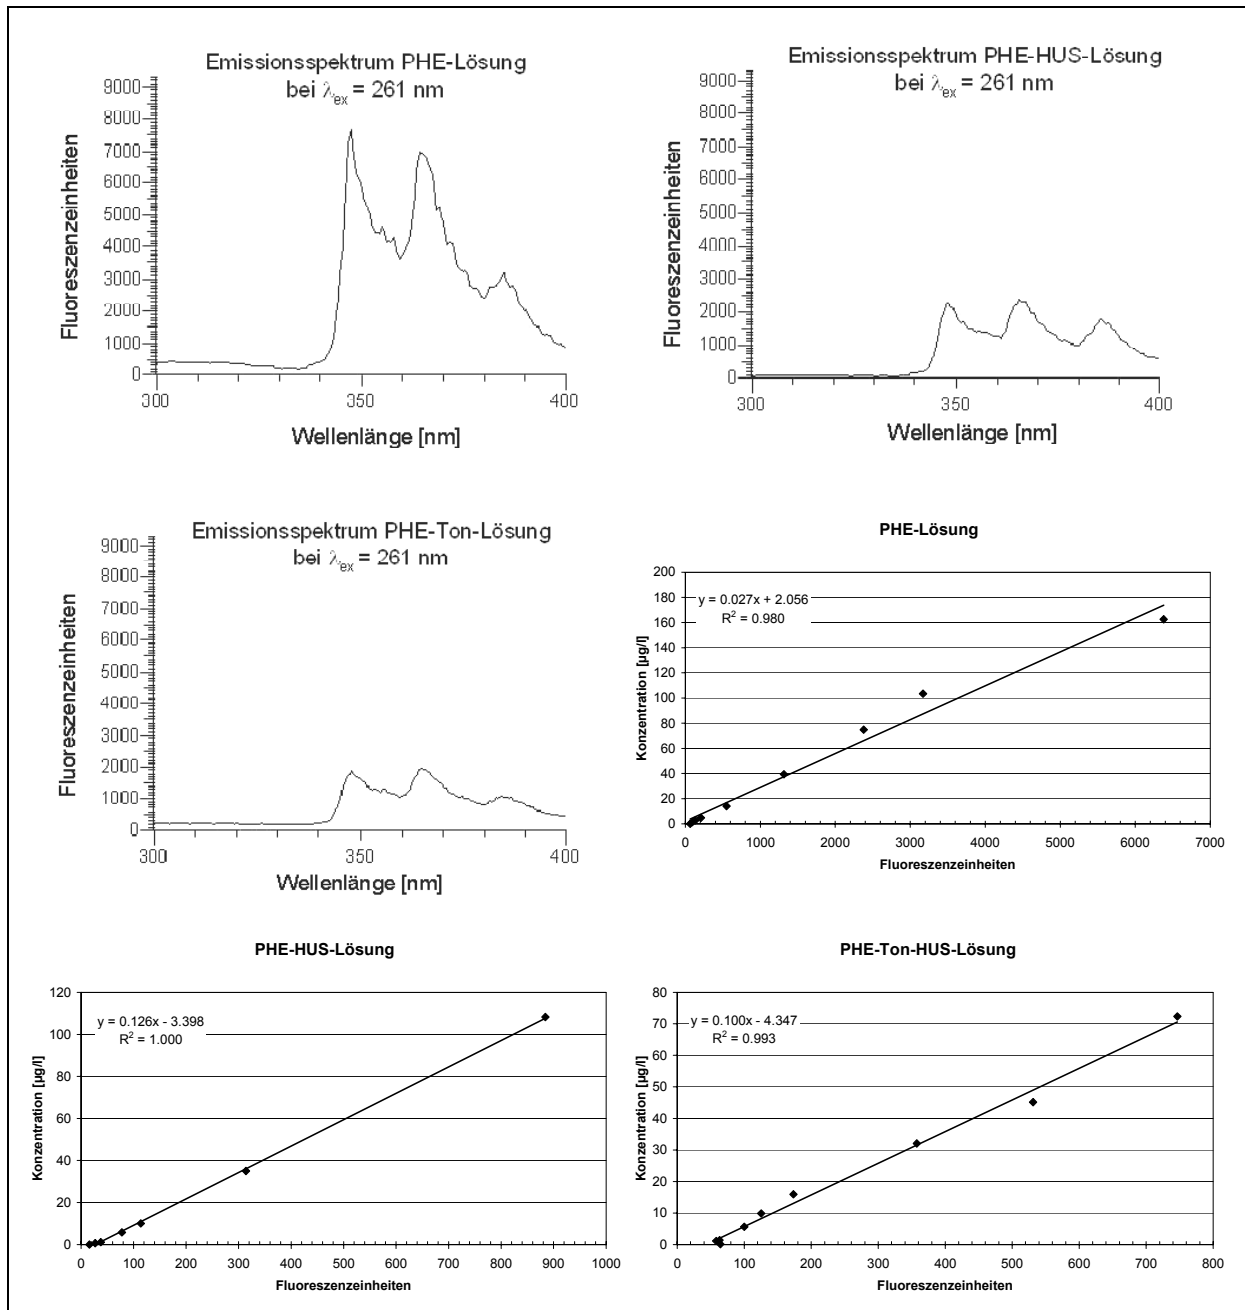 Emissionsspektrum PHE-Lösung
bei λex = 261 nm
Fluoreszenzeinheiten
9000
8000
7000
6000
5000
4000
3000
2000
1000
0
300
350
400
Wellenlänge [nm]
Emissionsspektrum PHE-HUS-Lösung
bei λex = 261 nm
Fluoreszenzeinheiten
9000
8000
7000
6000
5000
4000
3000
2000
1000
0
300
350
400
Wellenlänge [nm]
Emissionsspektrum PHE-Ton-Lösung
bei λex = 261 nm
Fluoreszenzeinheiten
9000
8000
7000
6000
5000
4000
3000
2000
1000
0
300
350
400
Wellenlänge [nm]
PHE-Lösung
y = 0.027x + 2.056
R² = 0.980
Konzentration [µg/l]
200
180
160
140
120
100
80
60
40
20
0
0 1000 2000 3000 4000 5000 6000 7000
Fluoreszenzeinheiten
PHE-HUS-Lösung
y = 0.126x - 3.398
R² = 1.000
Konzentration [µg/l]
120
100
80
60
40
20
0
0 100 200 300 400 500 600 700 800 900 1000
Fluoreszenzeinheiten
PHE-Ton-HUS-Lösung
y = 0.100x - 4.347
R² = 0.993
Konzentration [µg/l]
80
70
60
50
40
30
20
10
0
0 100 200 300 400 500 600 700 800
Fluoreszenzeinheiten